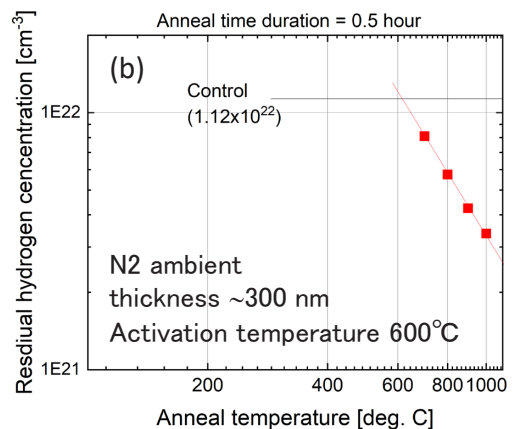 Anneal time duration = 0.5 hour
Resdiual hydrogen cencentration [cm-3]
(b)
Control
(1.12x10²²)
1E22
N2 ambient
thickness ~300 nm
Activation temperature 600℃
1E21
200 400 600 800 1000
Anneal temperature [deg. C]